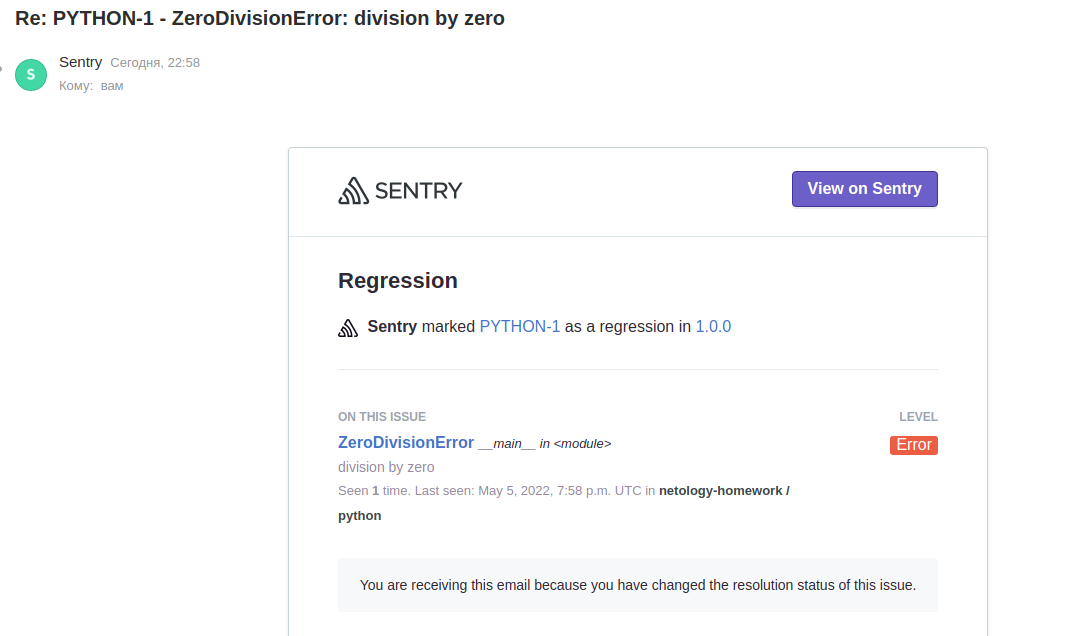 Re: PYTHON-1 - ZeroDivisionError: division by zero
S
Sentry Сегодня, 22:58
Кому: вам
SENTRY
View on Sentry
Regression
Sentry marked PYTHON-1 as a regression in 1.0.0
ON THIS ISSUE
LEVEL
ZeroDivisionError __main__ in <module>
Error
division by zero
Seen 1 time. Last seen: May 5, 2022, 7:58 p.m. UTC in netology-homework /
python
You are receiving this email because you have changed the resolution status of this issue.